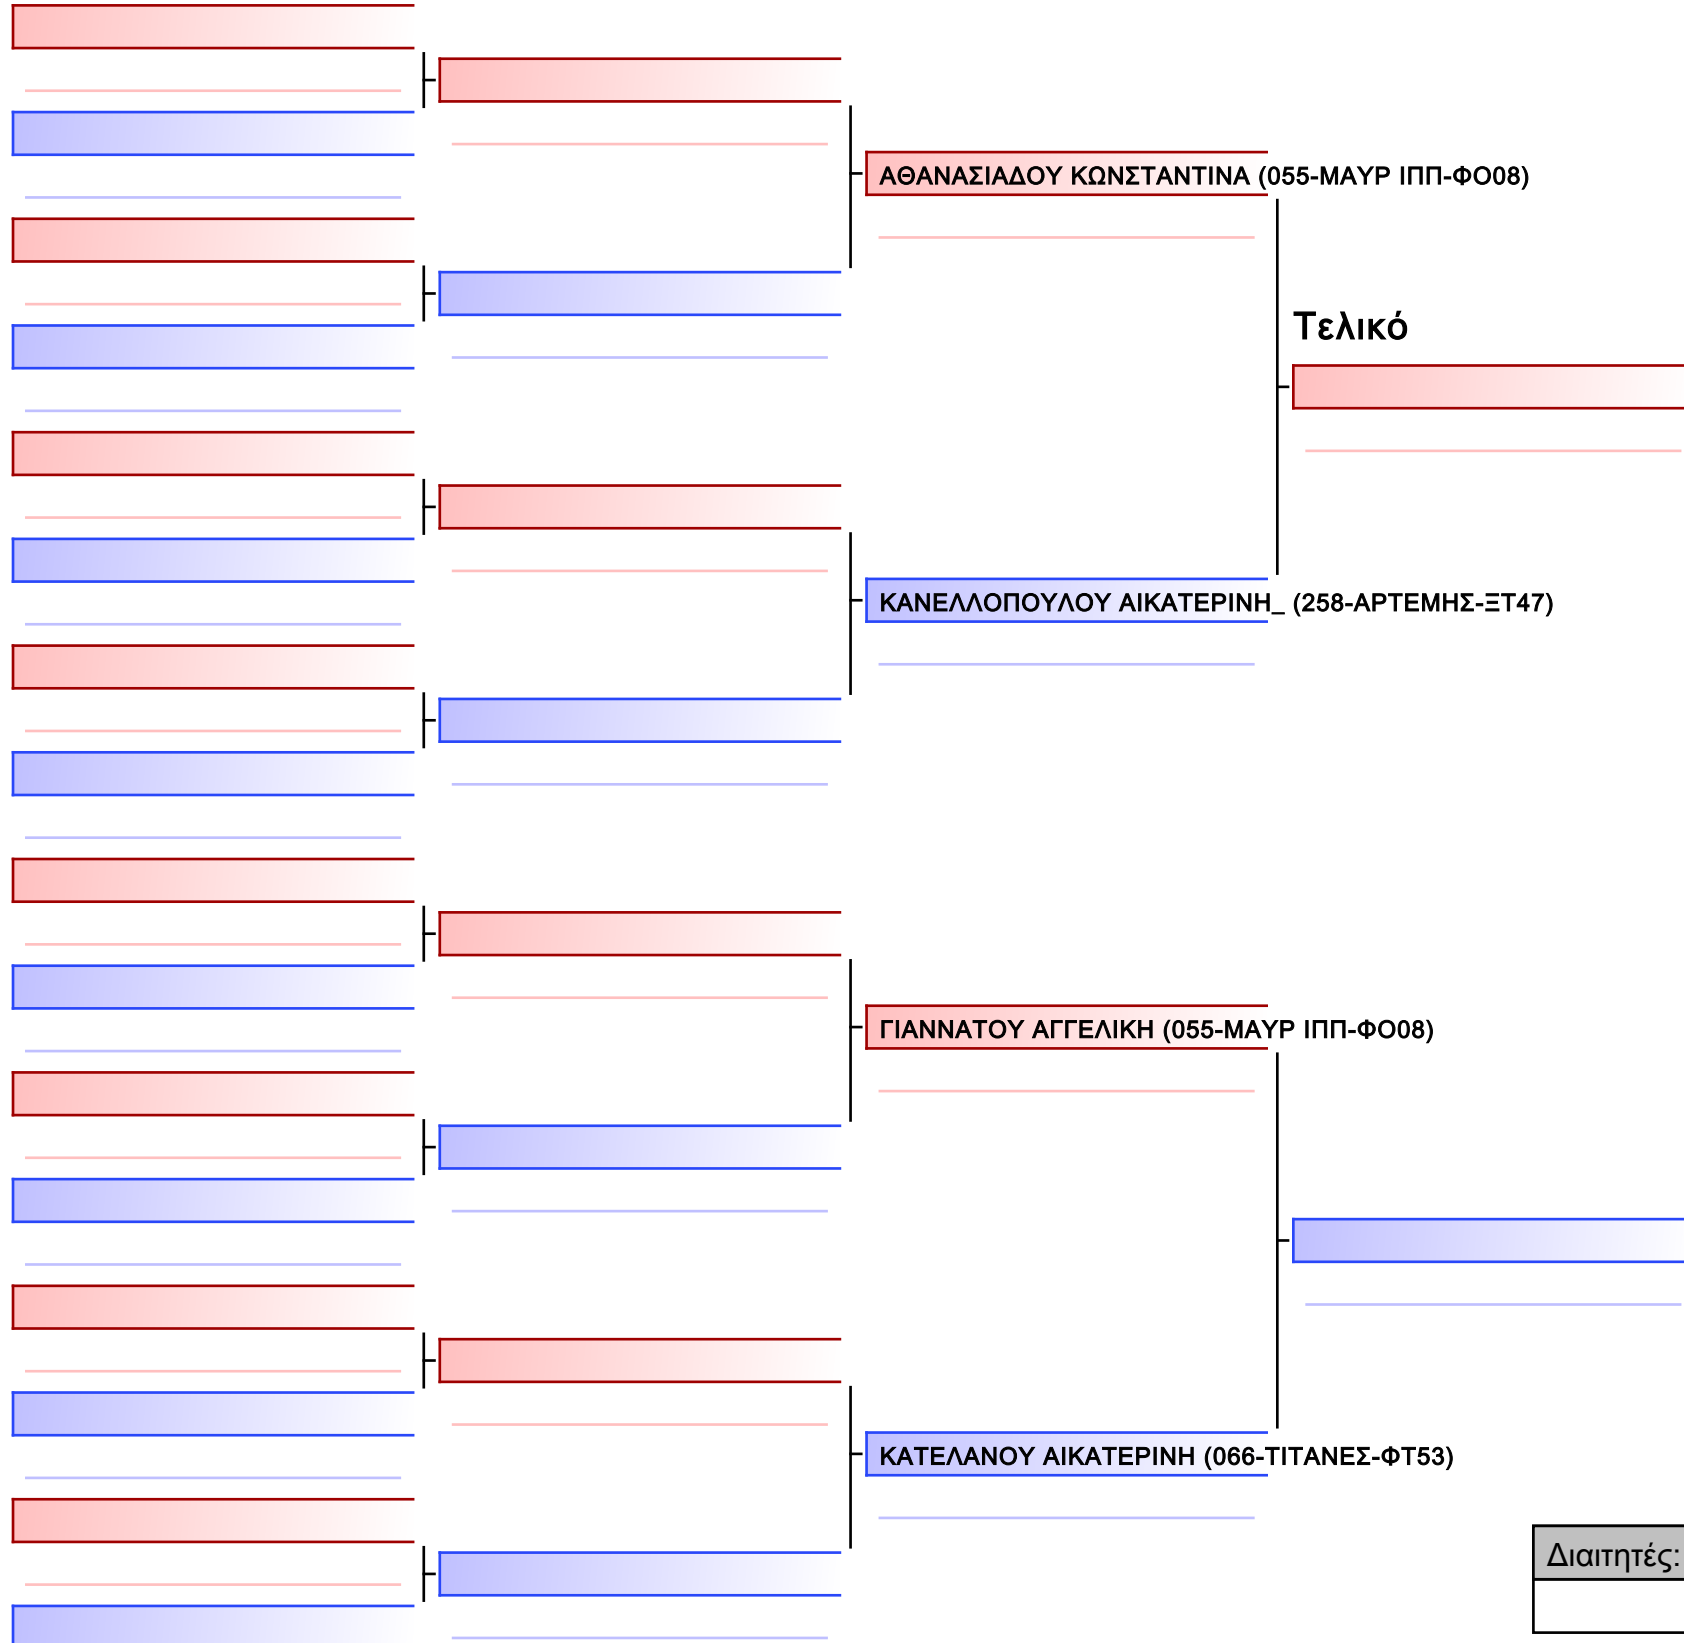 ΑΘΑΝΑΣΙΑΔΟΥ ΚΩΝΣΤΑΝΤΙΝΑ (055-ΜΑΥΡ ΙΠΠ-ΦΟ08)
Τελικό
ΚΑΝΕΛΛΟΠΟΥΛΟΥ ΑΙΚΑΤΕΡΙΝΗ_ (258-ΑΡΤΕΜΗΣ-ΞΤ47)
ΓΙΑΝΝΑΤΟΥ ΑΓΓΕΛΙΚΗ (055-ΜΑΥΡ ΙΠΠ-ΦΟ08)
ΚΑΤΕΛΑΝΟΥ ΑΙΚΑΤΕΡΙΝΗ (066-ΤΙΤΑΝΕΣ-ΦΤ53)
Διαιτητές: